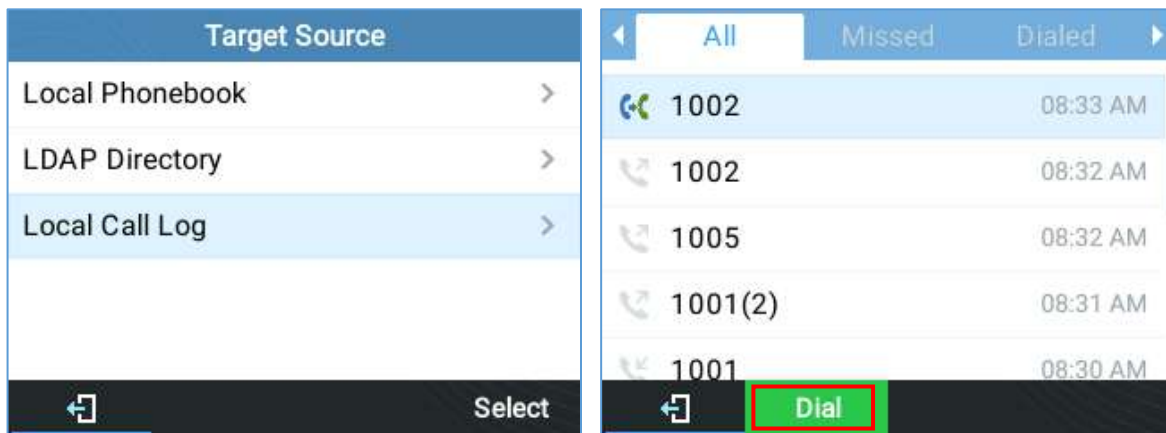 Target Source
Local Phonebook
LDAP Directory
Local Call Log
Select
All Missed Dialed
1002 08:33 AM
1002 08:32 AM
1005 08:32 AM
1001(2) 08:31 AM
1001 08:30 AM
Dial